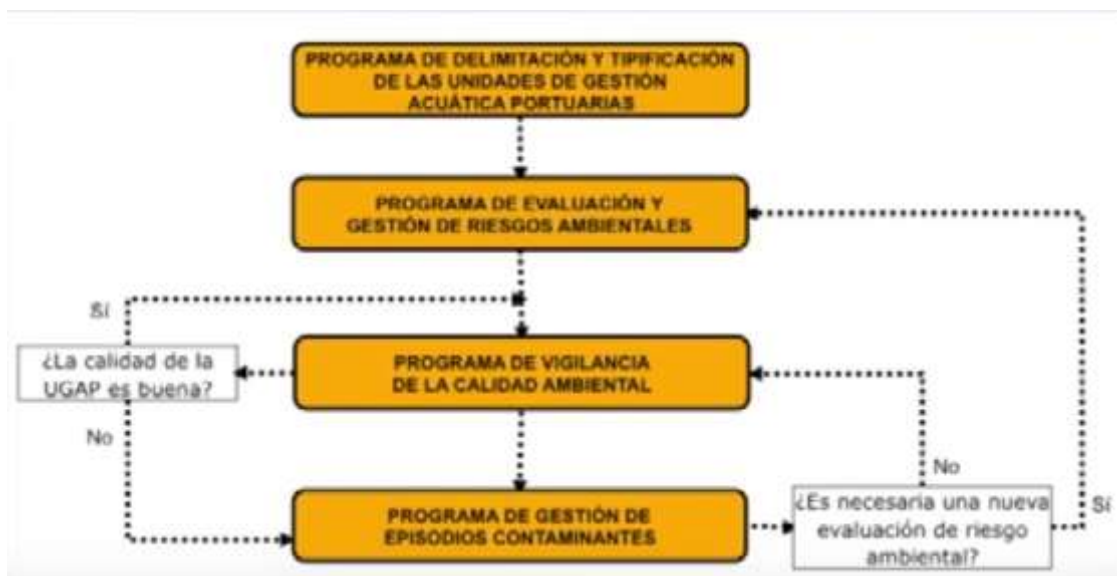 PROGRAMA DE DELIMITACIÓN Y TIPIFICACIÓN
DE LAS UNIDADES DE GESTIÓN
ACUÁTICA PORTUARIAS
PROGRAMA DE EVALUACIÓN Y
GESTIÓN DE RIESGOS AMBIENTALES
Sí
¿La calidad de la
UGAP es buena?
No
PROGRAMA DE VIGILANCIA
DE LA CALIDAD AMBIENTAL
PROGRAMA DE GESTIÓN DE
EPISODIOS CONTAMINANTES
No
¿Es necesaria una nueva
evaluación de riesgo
ambiental?
Sí